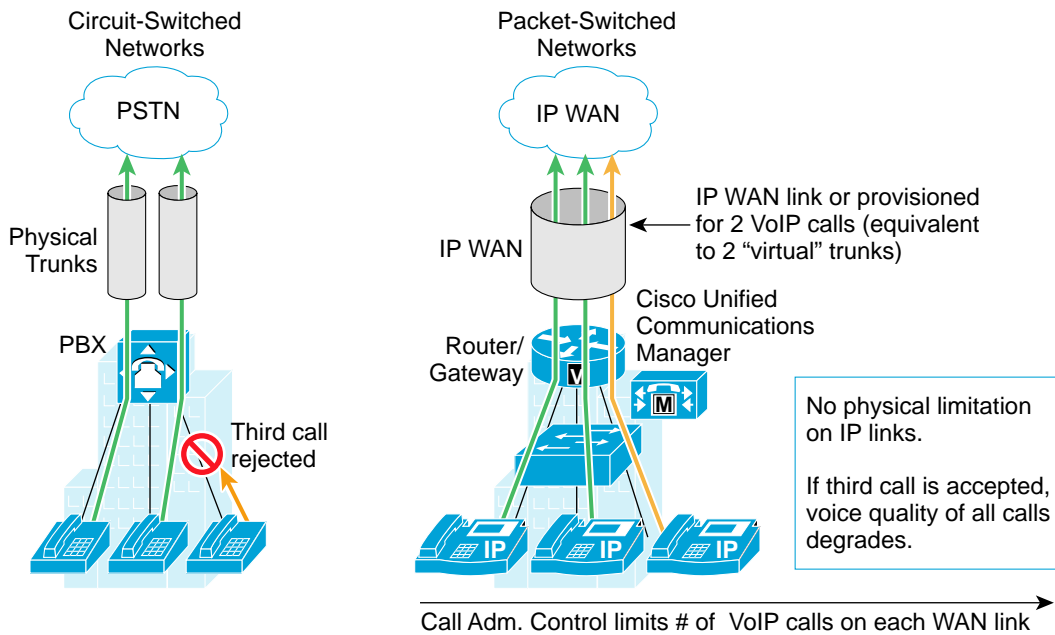 Circuit-Switched
Networks
PSTN
Physical
Trunks
PBX
Third call
rejected
Packet-Switched
Networks
IP WAN
IP WAN link or provisioned
for 2 VoIP calls (equivalent
to 2 “virtual” trunks)
IP WAN
Cisco Unified
Communications
Manager
Router/
Gateway
V
M
IP
IP
IP
No physical limitation
on IP links.
If third call is accepted,
voice quality of all calls
degrades.
Call Adm. Control limits # of VoIP calls on each WAN link